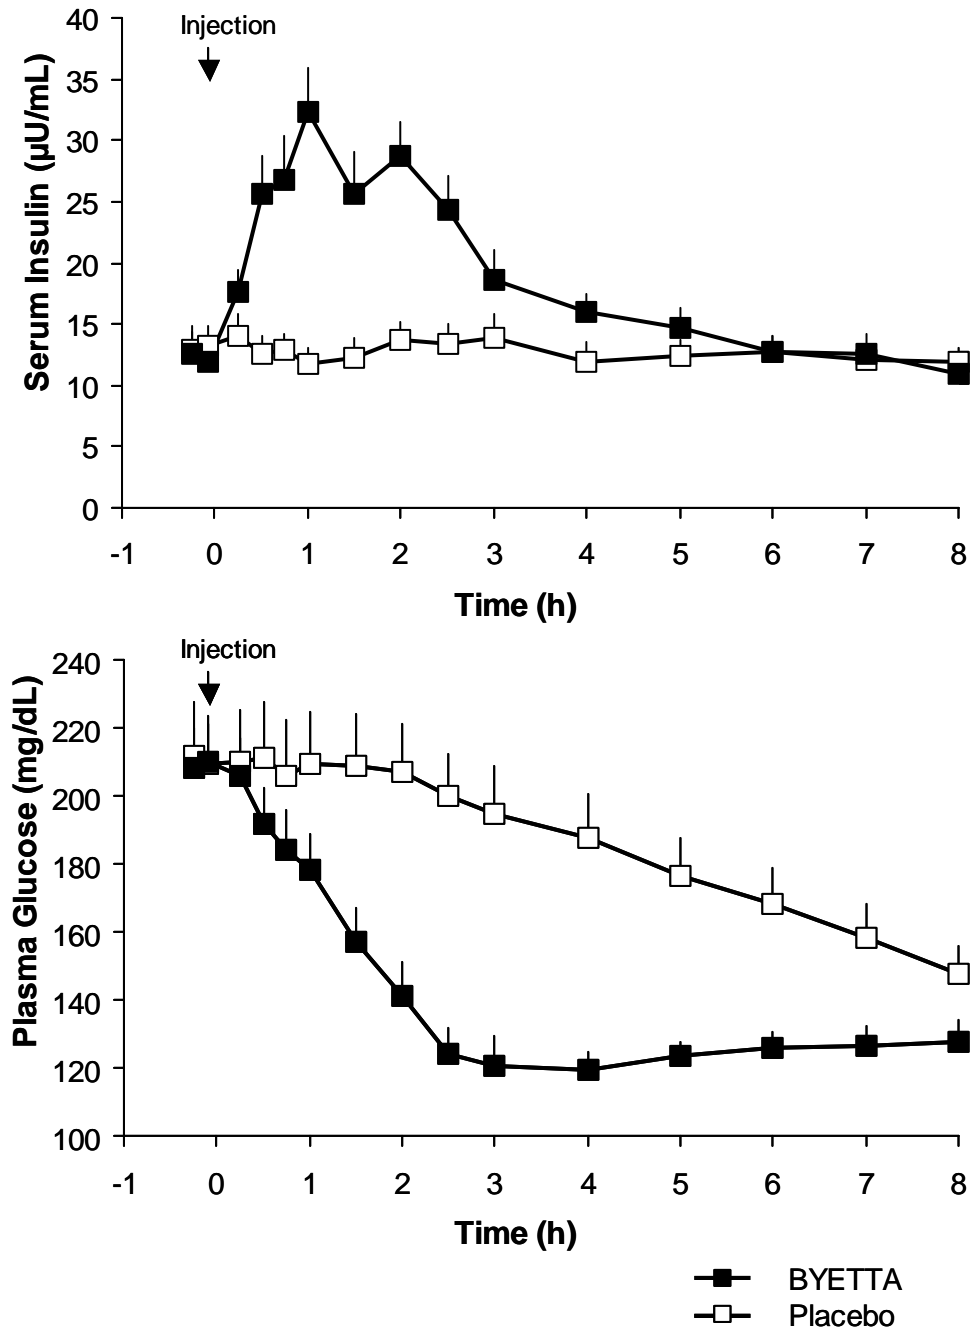 Injection
Serum Insulin (µU/mL)
40
35
30
25
20
15
10
5
0
-1 0 1 2 3 4 5 6 7 8
Time (h)
Injection
Plasma Glucose (mg/dL)
240
220
200
180
160
140
120
100
-1 0 1 2 3 4 5 6 7 8
Time (h)
BYETTA
Placebo